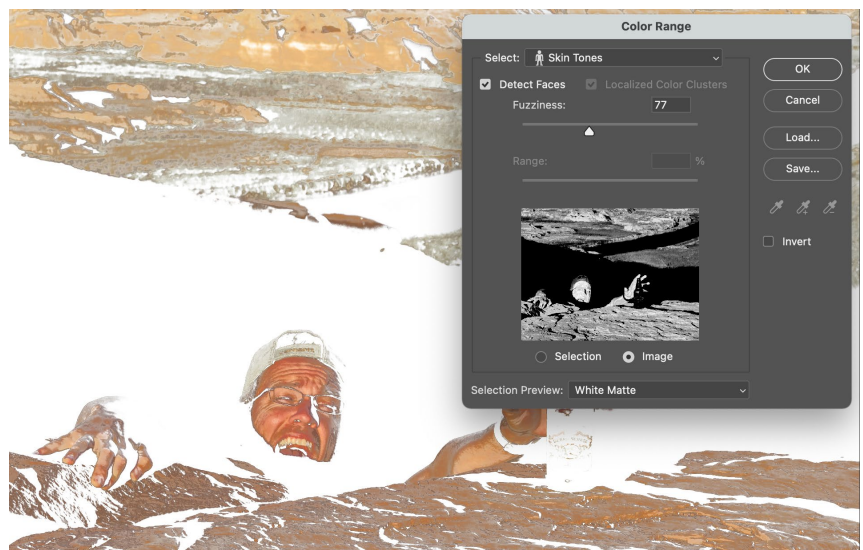 Color Range
Select: Skin Tones
OK
Detect Faces
Localized Color Clusters
Fuzziness: 77
Cancel
Load...
Range: %
Save...
Invert
Selection
Image
Selection Preview: White Matte